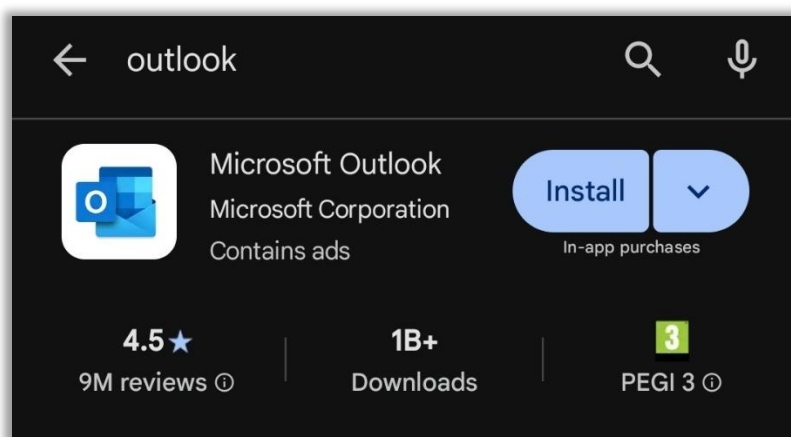 outlook
Microsoft Outlook
Microsoft Corporation
Contains ads
Install
In-app purchases
4.5★
9M reviews
1B+
Downloads
3
PEGI 3
O